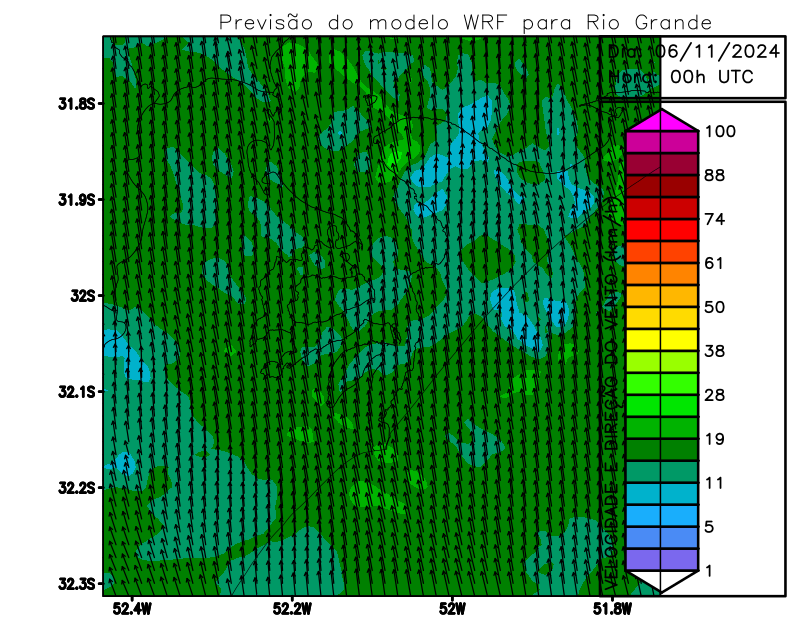 Previsão do modelo WRF para Rio Grande
Dia: 06/11/2024
Hora: 00h UTC
31.8S
31.9S
32S
32.1S
32.2S
32.3S
52.4W
52.2W
52W
51.8W
VELOCIDADE E DIREÇÃO DO VENTO (km/h)
100
88
74
61
50
38
28
19
11
5
1